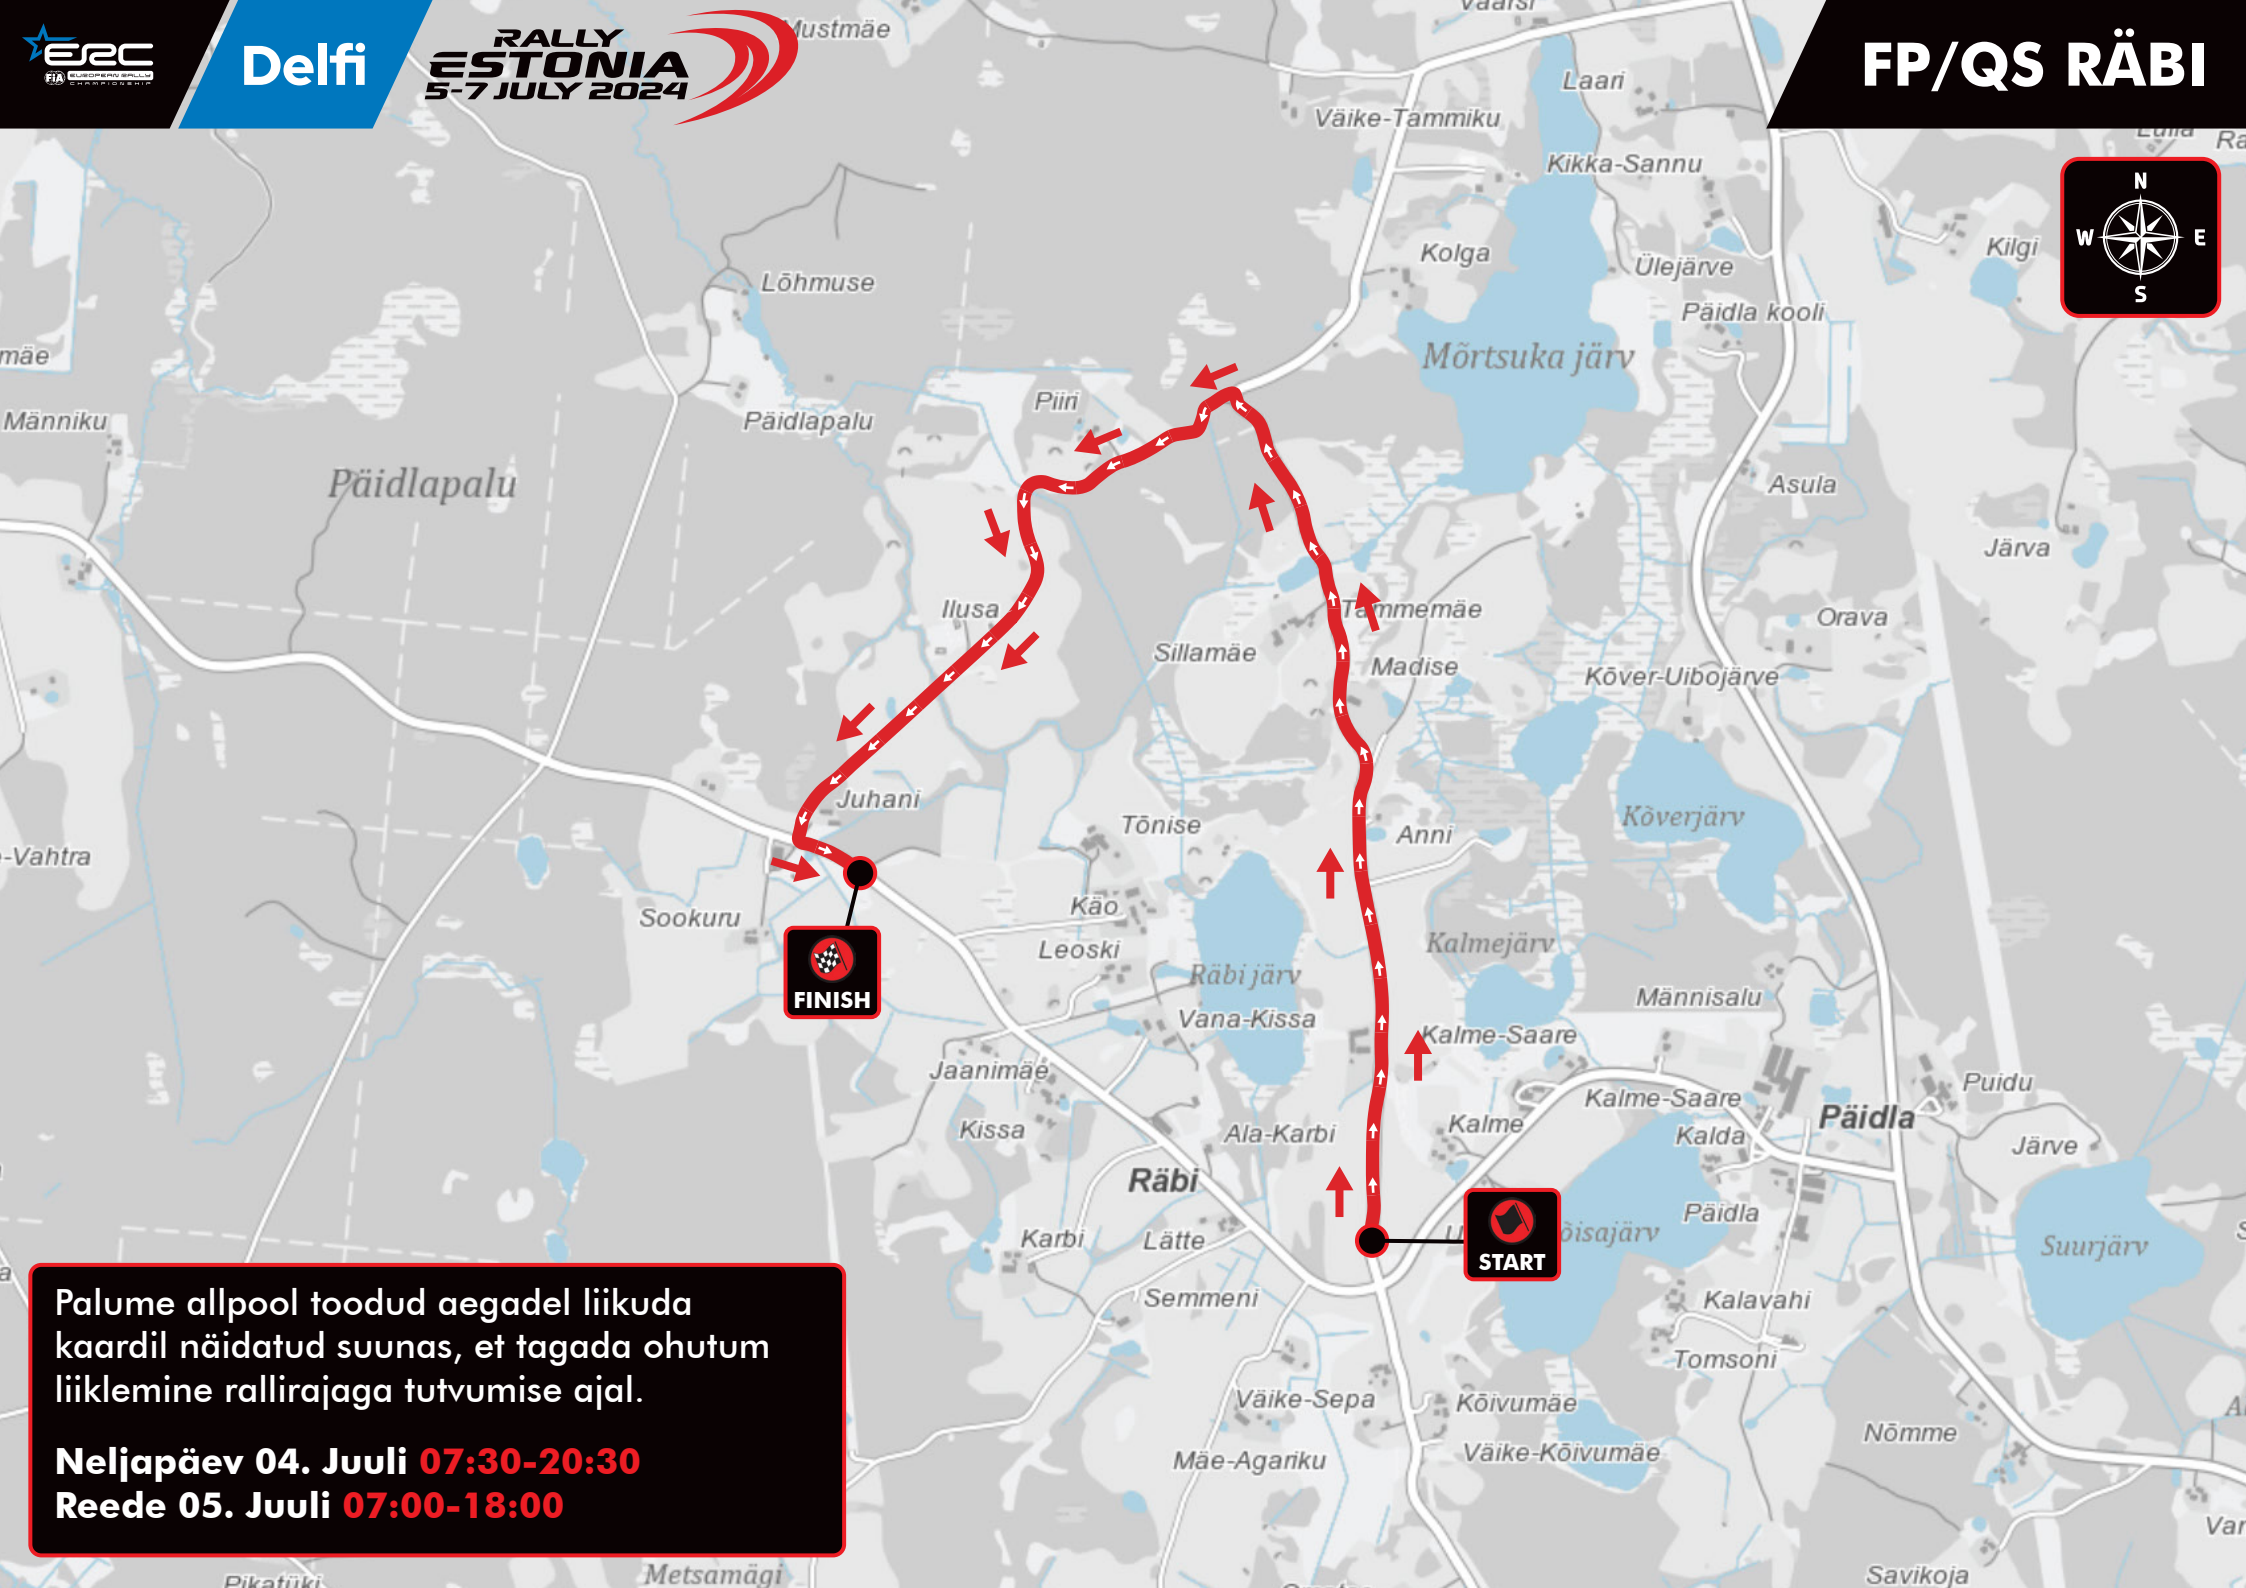 ERC
FIA EUROPEAN RALLY
CHAMPIONSHIP
Delfi
RALLY
ESTONIA
5-7 JULY 2024
FP/QS RÄBI
N
W E
S
Mustmäe
Laari
Väike-Tammiku
Kikka-Sannu
Kolga
Ülejärve
Kilgi
Lõhmuse
Päidla kooli
Mõrtsuka järv
mäe
Männiku
Piiri
Päidlapalu
Päidlapalu
Asula
Järva
Ilusa
Tammemäe
Orava
Sillamäe
Madise
Kõver-Uibojärve
Juhani
Tõnise
Anni
Kõverjärv
-Vahtra
Sookuru
Käo
Leoski
Kalmejärv
Räbi järv
FINISH
Männisalu
Vana-Kissa
Kalme-Saare
Jaanimäe
Puidu
Kalme-Saare
Kissa
Ala-Karbi
Kalme
Kalda
Päidla
Järve
Räbi
Päidla
Karbi
Lätte
õisajärv
START
Suurjärv
Semmeni
Kalavahi
Tomsoni
Väike-Sepa
Kõivumäe
Nõmme
Mäe-Agariku
Väike-Kõivumäe
Metsamägi
Pikatüki
Savikoja
Palume allpool toodud aegadel liikuda
kaardil näidatud suunas, et tagada ohutum
liiklemine rallirajaga tutvumise ajal.
Neljapäev 04. Juuli 07:30-20:30
Reede 05. Juuli 07:00-18:00